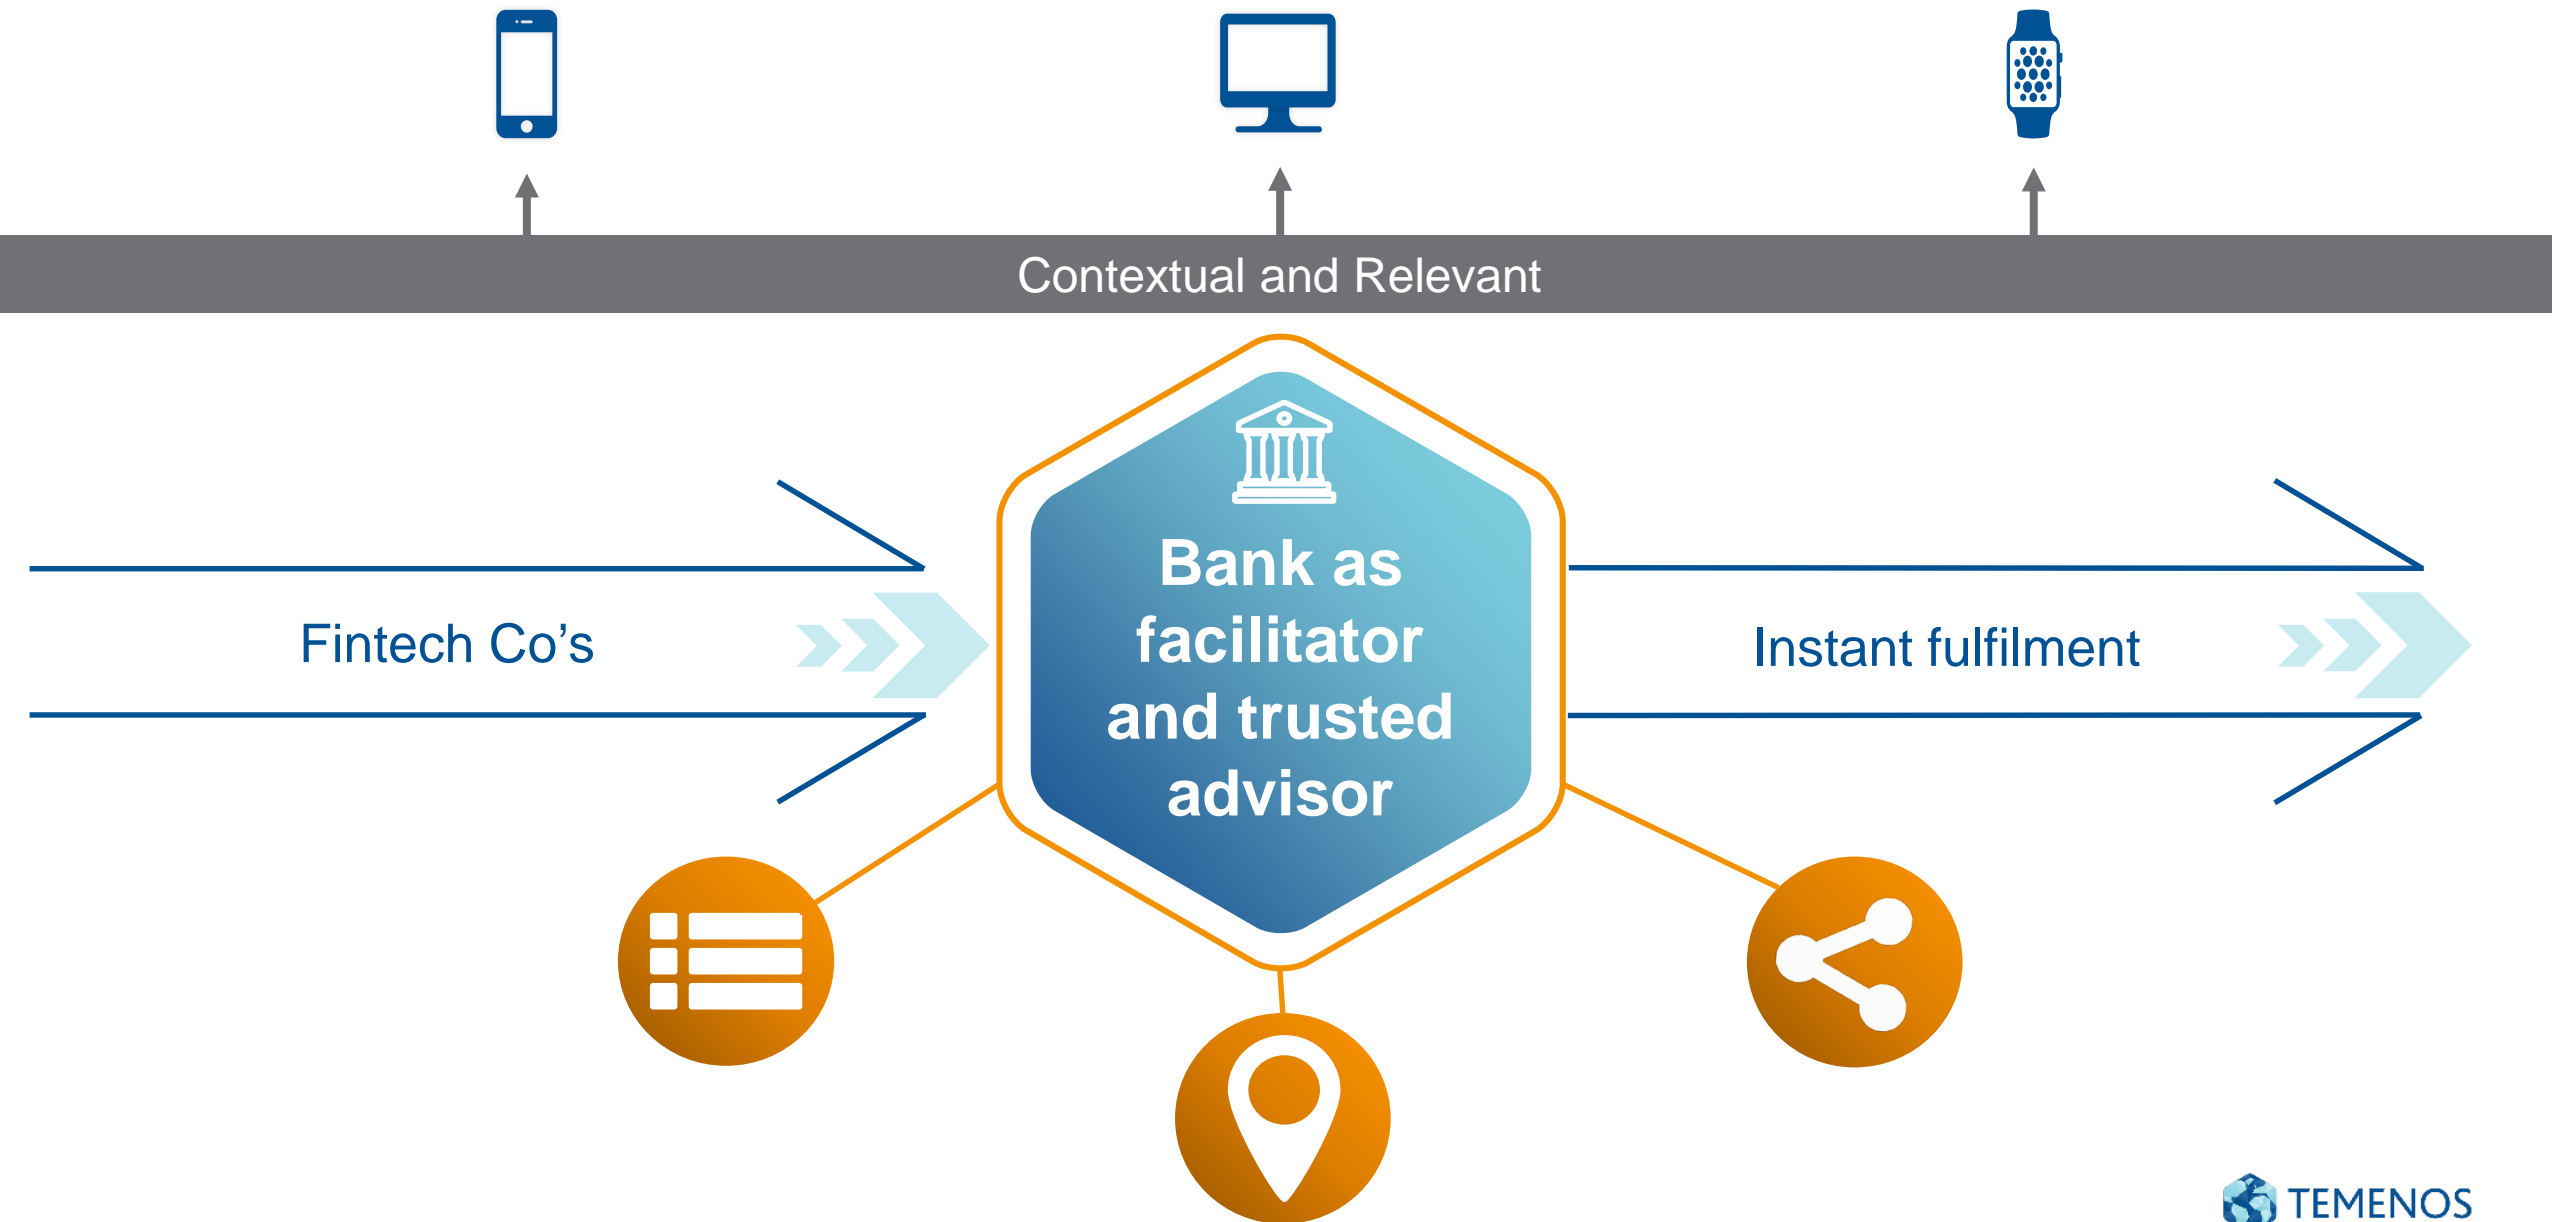 Contextual and Relevant
Bank as
facilitator
and trusted
advisor
Fintech Co’s
Instant fulfilment
TEMENOS